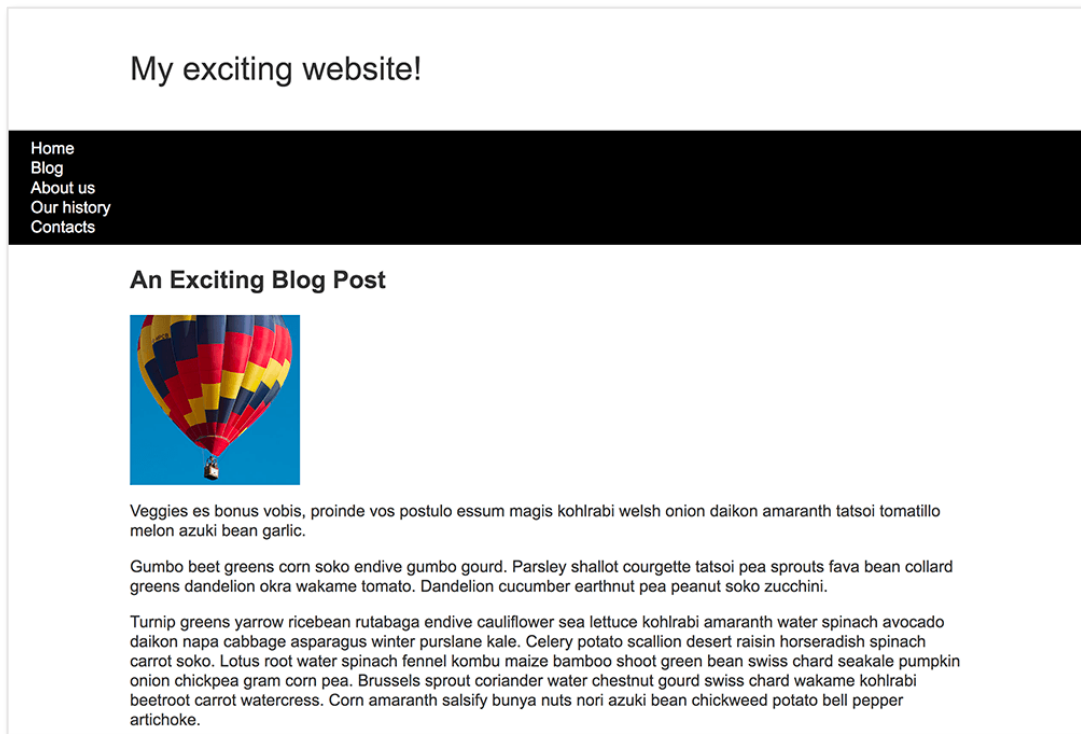 My exciting website!
Home
Blog
About us
Our history
Contacts
An Exciting Blog Post
Veggies es bonus vobis, proinde vos postulo essum magis kohlrabi welsh onion daikon amaranth tatsoi tomatillo
melon azuki bean garlic.
Gumbo beet greens corn soko endive gumbo gourd. Parsley shallot courgette tatsoi pea sprouts fava bean collard
greens dandelion okra wakame tomato. Dandelion cucumber earthnut pea peanut soko zucchini.
Turnip greens yarrow ricebean rutabaga endive cauliflower sea lettuce kohlrabi amaranth water spinach avocado
daikon napa cabbage asparagus winter purslane kale. Celery potato scallion desert raisin horseradish spinach
carrot soko. Lotus root water spinach fennel kombu maize bamboo shoot green bean swiss chard seakale pumpkin
onion chickpea gram corn pea. Brussels sprout coriander water chestnut gourd swiss chard wakame kohlrabi
beetroot carrot watercress. Corn amaranth salsify bunya nuts nori azuki bean chickweed potato bell pepper
artichoke.